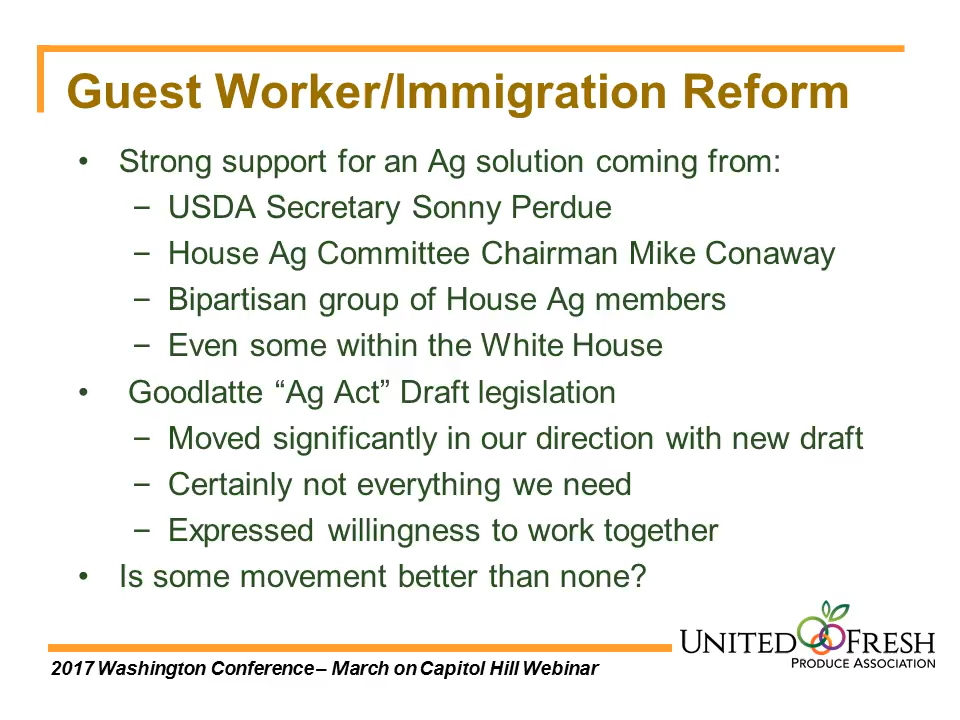 Guest Worker/Immigration Reform
• Strong support for an Ag solution coming from:
− USDA Secretary Sonny Perdue
− House Ag Committee Chairman Mike Conaway
− Bipartisan group of House Ag members
− Even some within the White House
• Goodlatte “Ag Act” Draft legislation
− Moved significantly in our direction with new draft
− Certainly not everything we need
− Expressed willingness to work together
• Is some movement better than none?
UNITED FRESH
PRODUCE ASSOCIATION
2017 Washington Conference – March on Capitol Hill Webinar